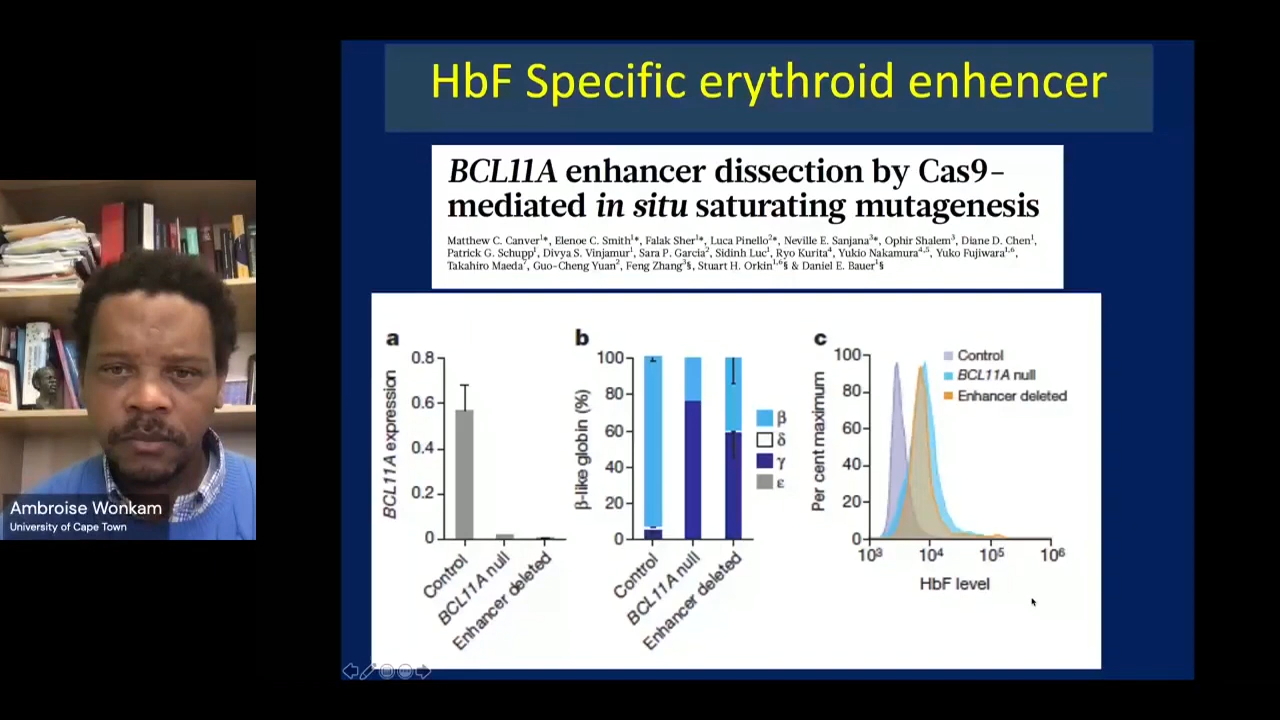 HbF Specific erythroid enhencer
BCL11A enhancer dissection by Cas9-
mediated in situ saturating mutagenesis
Matthew C. Canver1*, Elenoe C. Smith1*, Falak Sher1*, Luca Pinello2*, Neville E. Sanjana3*, Ophir Shalem3, Diane D. Chen1,
Patrick G. Schupp1, Divya S. Vinjamur1, Sara P. Garcia2, Sidinh Luc1, Ryo Kurita4, Yukio Nakamura4,5, Yuko Fujiwara1,6,
Takahiro Maeda7, Guo-Cheng Yuan2, Feng Zhang3§, Stuart H. Orkin1,6§ & Daniel E. Bauer1§
a
BCL11A expression
0.8
0.6
0.4
0.2
0
Control
BCL11A null
Enhancer deleted
b
β-like globin (%)
100
80
60
40
20
0
Control
BCL11A null
Enhancer deleted
β
δ
γ
ε
c
Per cent maximum
100
80
60
40
20
0
10³ 10⁴ 10⁵ 10⁶
HbF level
Control
BCL11A null
Enhancer deleted
Ambroise Wonkam
University of Cape Town